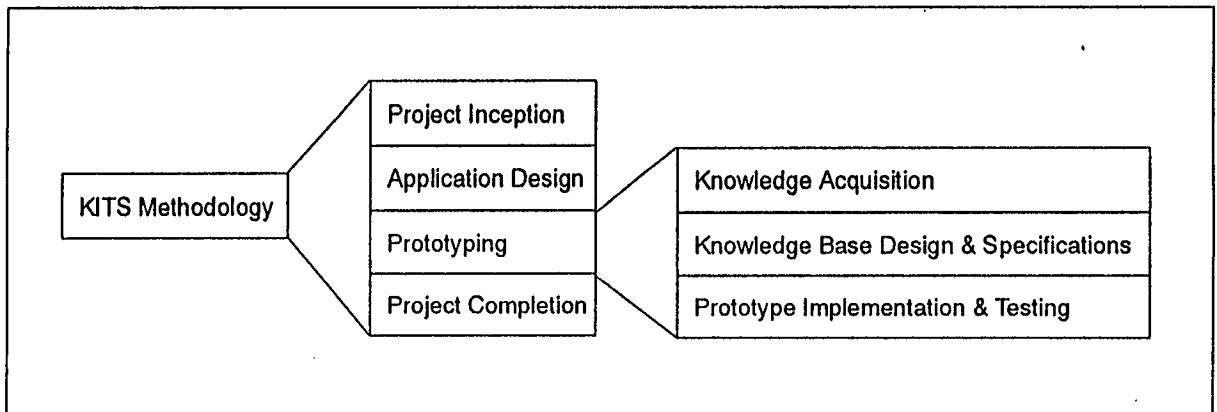 KITS Methodology
Project Inception
Application Design
Prototyping
Project Completion
Knowledge Acquisition
Knowledge Base Design & Specifications
Prototype Implementation & Testing